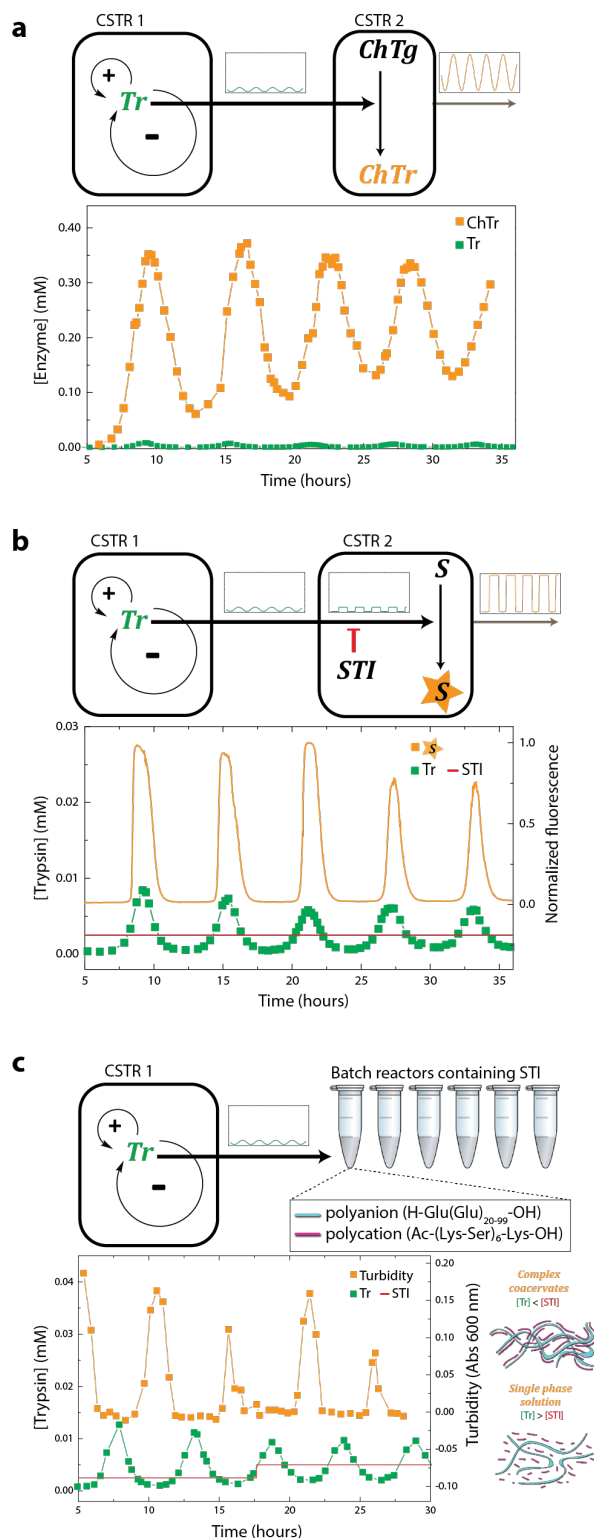 a
CSTR 1
CSTR 2
+
Tr
-
ChTg
ChTr
[Enzyme] (mM)
0.40
0.30
0.20
0.10
0.00
ChTr
Tr
5 10 15 20 25 30 35
Time (hours)
b
CSTR 1
CSTR 2
+
Tr
-
STI
S
S
[Trypsin] (mM)
0.03
0.02
0.01
0.00
S
Tr STI
1.0
0.5
0.0
Normalized fluorescence
5 10 15 20 25 30 35
Time (hours)
c
CSTR 1
Batch reactors containing STI
+
Tr
-
polyanion (H-Glu(Glu)20-99-OH)
polycation (Ac-(Lys-Ser)6-Lys-OH)
[Trypsin] (mM)
0.04
0.03
0.02
0.01
0.00
Turbidity
Tr STI
0.20
0.15
0.10
0.05
0.00
-0.05
-0.10
Turbidity (Abs 600 nm)
5 10 15 20 25 30
Time (hours)
Complex
coacervates
[Tr] < [STI]
Single phase
solution
[Tr] > [STI]